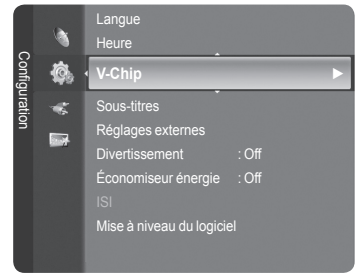 Configuration
Langue
Heure
V-Chip
Sous-titres
Réglages externes
Divertissement : Off
Économiseur énergie : Off
ISI
Mise à niveau du logiciel